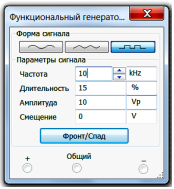 Функциональный генерато...
Форма сигнала
Параметры сигнала
Частота 10 kHz
Длительность 15 %
Амплитуда 10 Vp
Смещение 0 V
Фронт/Спад
+ Общий –